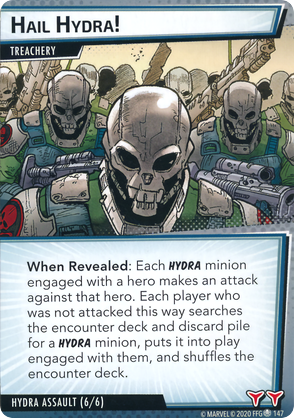 HAIL HYDRA!
TREACHERY
When Revealed: Each HYDRA minion
engaged with a hero makes an attack
against that hero. Each player who
was not attacked this way searches
the encounter deck and discard pile
for a HYDRA minion, puts it into play
engaged with them, and shuffles the
encounter deck.
HYDRA ASSAULT (6/6)
© MARVEL © 2020 FFG 147